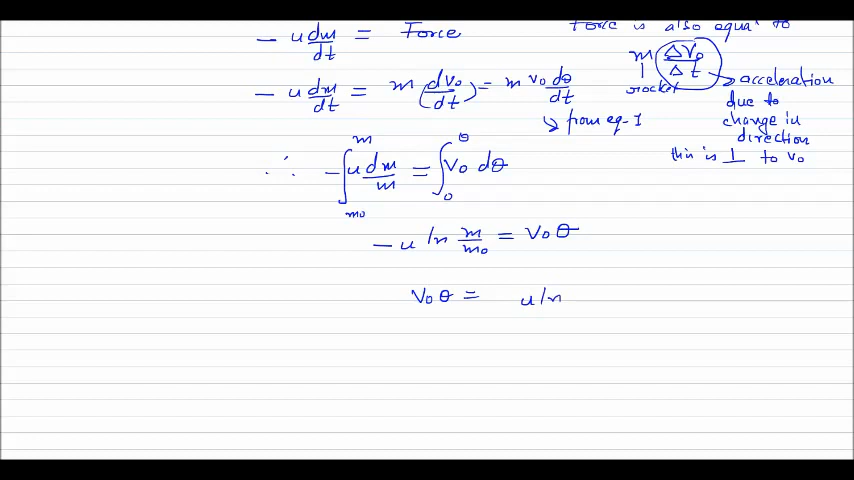 Force is also equal to
- u dm/dt = Force
m ΔV₀/Δt
rocket
acceleration
due to
change in
direction
this is ⊥ to v₀
- u dm/dt = m (dv₀/dt) = m v₀ dθ/dt
from eq-1
∴ -∫_{m₀}^{m} u dm/m = ∫_{0}^{θ} v₀ dθ
- u ln m/m₀ = v₀ θ
v₀ θ = u ln